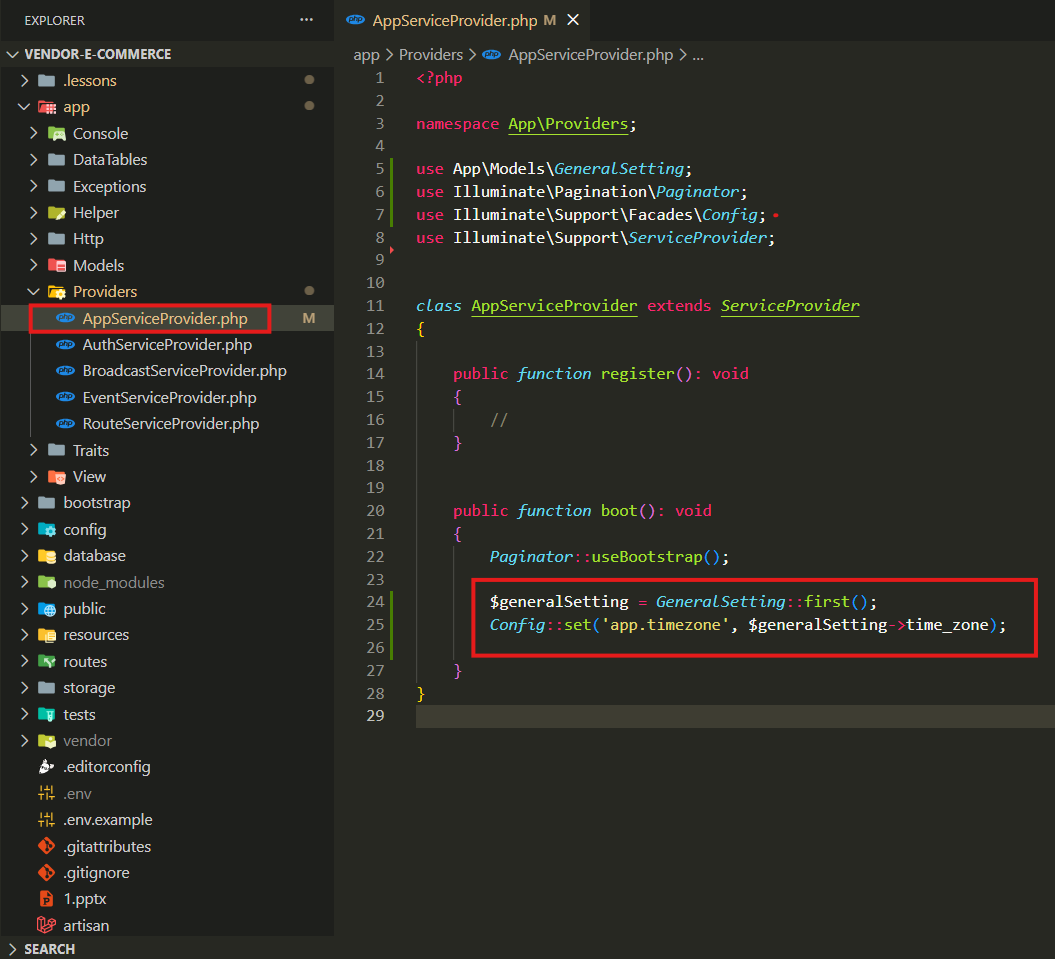 EXPLORER ...
VENDOR-E-COMMERCE
.lessons
app
Console
DataTables
Exceptions
Helper
Http
Models
Providers
AppServiceProvider.php M
AuthServiceProvider.php
BroadcastServiceProvider.php
EventServiceProvider.php
RouteServiceProvider.php
Traits
View
bootstrap
config
database
node_modules
public
resources
routes
storage
tests
vendor
.editorconfig
.env
.env.example
.gitattributes
.gitignore
1.pptx
artisan
SEARCH
php AppServiceProvider.php M ×
app > Providers > php AppServiceProvider.php > ...
1 <?php
2
3 namespace App\Providers;
4
5 use App\Models\GeneralSetting;
6 use Illuminate\Pagination\Paginator;
7 use Illuminate\Support\Facades\Config;
8 use Illuminate\Support\ServiceProvider;
9
10
11 class AppServiceProvider extends ServiceProvider
12 {
13
14 public function register(): void
15 {
16 //
17 }
18
19
20 public function boot(): void
21 {
22 Paginator::useBootstrap();
23
24 $generalSetting = GeneralSetting::first();
25 Config::set('app.timezone', $generalSetting->time_zone);
26
27 }
28 }
29